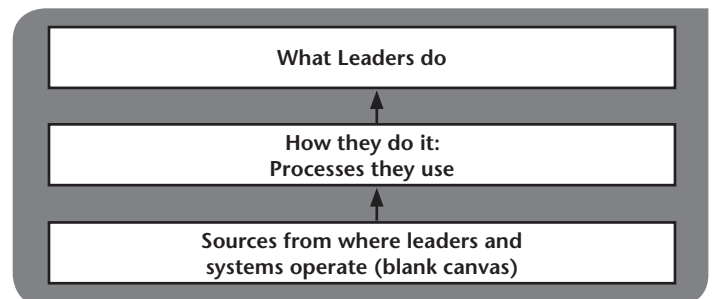 What Leaders do
How they do it:
Processes they use
Sources from where leaders and
systems operate (blank canvas)